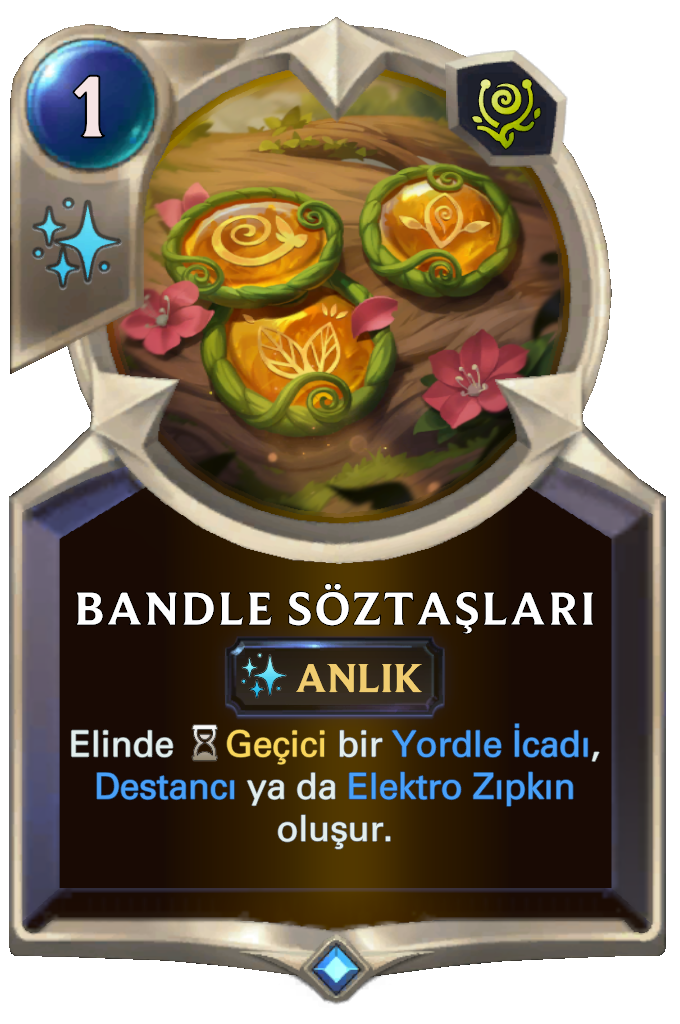 1
BANDLE SÖZTAŞLARI
ANLIK
Elinde Geçici bir Yordle İcadı,
Destancı ya da Elektro Zıpkın
oluşur.